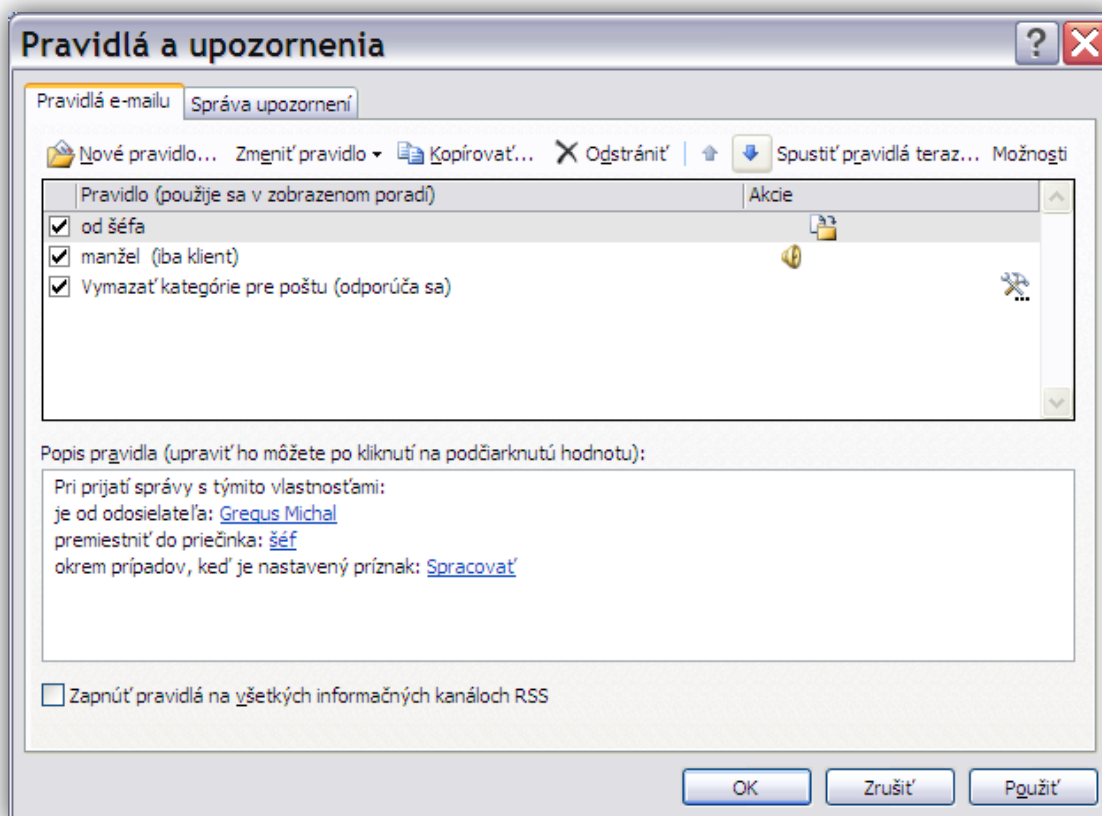 Pravidlá a upozornenia
Pravidlá e-mailu Správa upozornení
Nové pravidlo... Zmeniť pravidlo Kopírovať... Odstrániť Spustiť pravidlá teraz... Možnosti
Pravidlo (použije sa v zobrazenom poradí) Akcie
od šéfa
manžel (iba klient)
Vymazať kategórie pre poštu (odporúča sa)
Popis pravidla (upraviť ho môžete po kliknutí na podčiarknutú hodnotu):
Pri prijatí správy s týmito vlastnosťami:
je od odosielateľa: Gregus Michal
premiestniť do priečinka: šéf
okrem prípadov, keď je nastavený príznak: Spracovať
Zapnúť pravidlá na všetkých informačných kanáloch RSS
OK Zrušiť Použiť